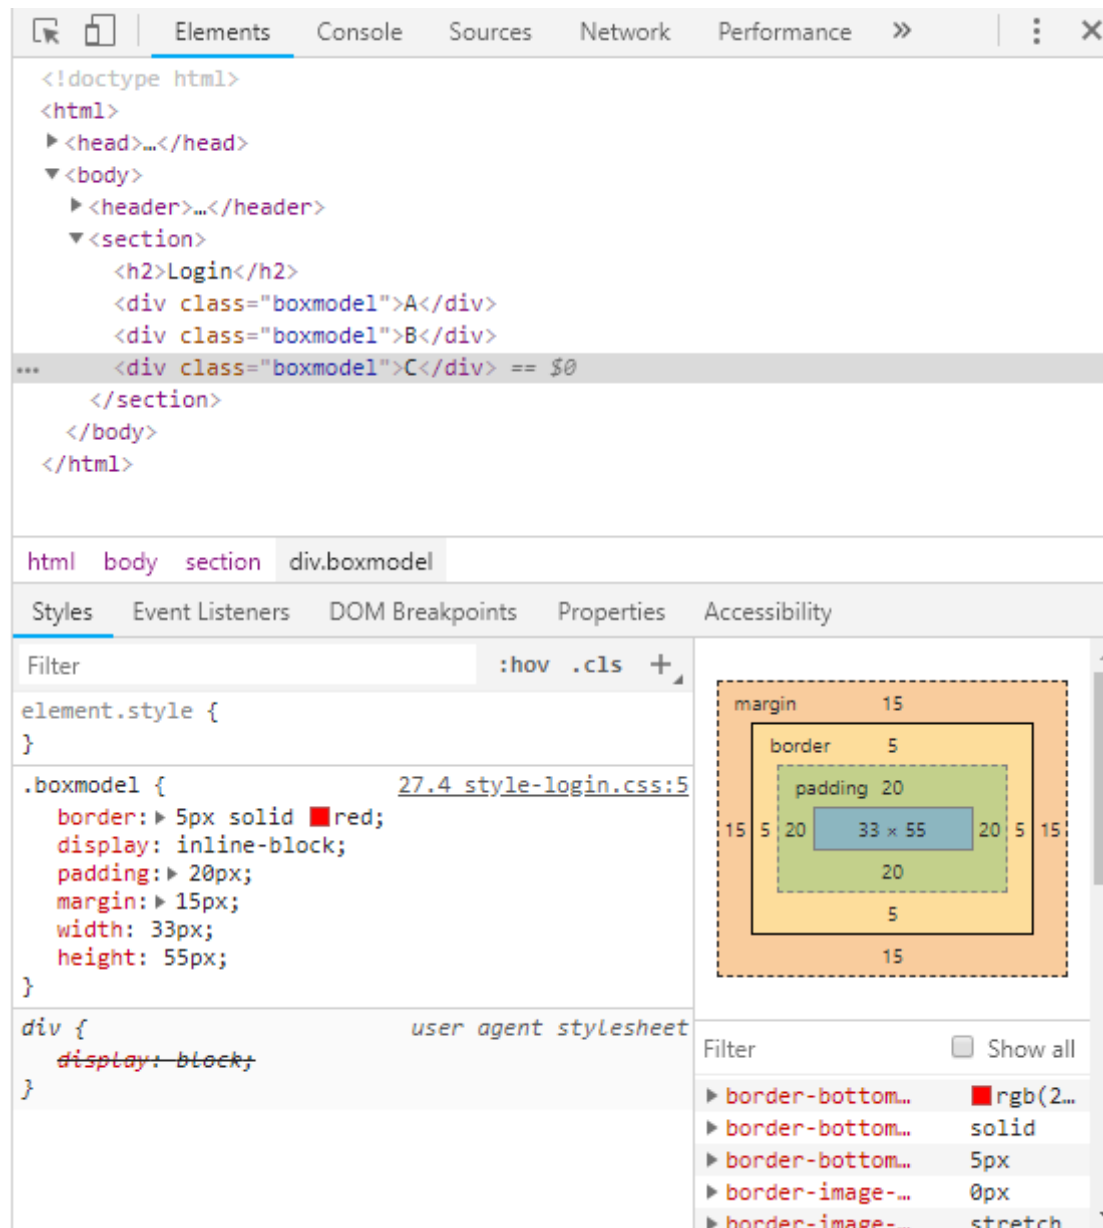 Elements Console Sources Network Performance »
<!doctype html>
<html>
<head>…</head>
<body>
<header>…</header>
<section>
<h2>Login</h2>
<div class="boxmodel">A</div>
<div class="boxmodel">B</div>
... <div class="boxmodel">C</div> == $0
</section>
</body>
</html>
html body section div.boxmodel
Styles Event Listeners DOM Breakpoints Properties Accessibility
Filter :hov .cls +
element.style {
}
.boxmodel { 27.4 style-login.css:5
border: 5px solid red;
display: inline-block;
padding: 20px;
margin: 15px;
width: 33px;
height: 55px;
}
div { user agent stylesheet
display: block;
}
margin 15
border 5
padding 20
15 5 20 33 × 55 20 5 15
20
5
15
Filter Show all
border-bottom… rgb(2…
border-bottom… solid
border-bottom… 5px
border-image-… 0px
border-image-… stretch